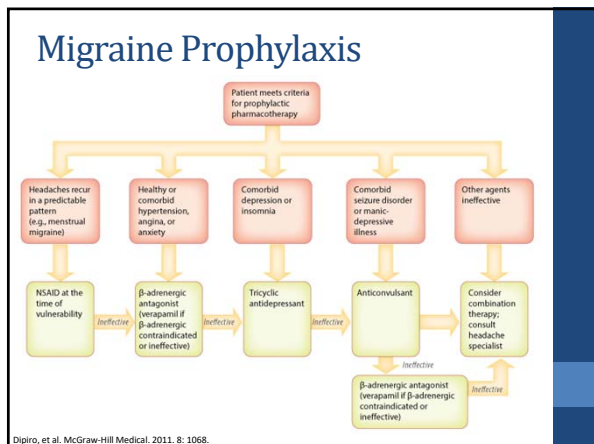 Migraine Prophylaxis
Patient meets criteria
for prophylactic
pharmacotherapy
Headaches recur
in a predictable
pattern
(e.g., menstrual
migraine)
Healthy or
comorbid
hypertension,
angina, or
anxiety
Comorbid
depression or
insomnia
Comorbid
seizure disorder
or manic-
depressive
illness
Other agents
ineffective
NSAID at the
time of
vulnerability
Ineffective
β-adrenergic
antagonist
(verapamil if
β-adrenergic
contraindicated
or ineffective)
Ineffective
Tricyclic
antidepressant
Ineffective
Anticonvulsant
Consider
combination
therapy;
consult
headache
specialist
Ineffective
β-adrenergic antagonist
(verapamil if β-adrenergic
contraindicated or
ineffective)
Ineffective
Dipiro, et al. McGraw-Hill Medical. 2011. 8: 1068.